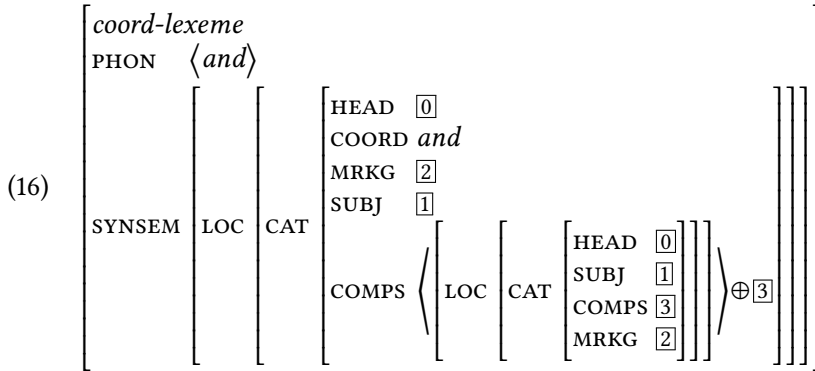 (16)
coord-lexeme
PHON ⟨and⟩
SYNSEM [LOC [CAT [HEAD [0]
COORD and
MRKG [2]
SUBJ [1]
COMPS ⟨[LOC [CAT [HEAD [0]
SUBJ [1]
COMPS [3]
MRKG [2]]]]⟩⊕[3]]]]